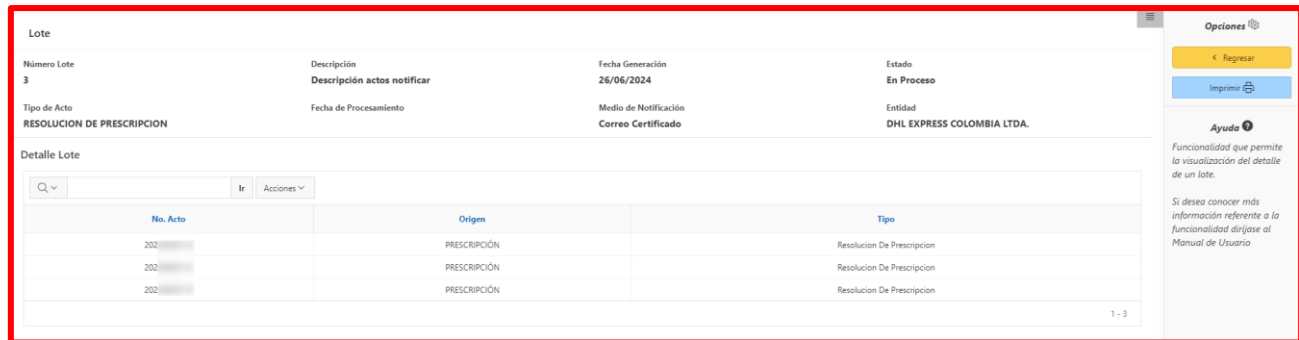 Lote
Número Lote
3
Descripción
Descripción actos notificar
Fecha Generación
26/06/2024
Estado
En Proceso
Tipo de Acto
RESOLUCION DE PRESCRIPCION
Fecha de Procesamiento
Medio de Notificación
Correo Certificado
Entidad
DHL EXPRESS COLOMBIA LTDA.
Detalle Lote
Ir Acciones
No. Acto Origen Tipo
202 PRESCRIPCIÓN Resolucion De Prescripcion
202 PRESCRIPCIÓN Resolucion De Prescripcion
202 PRESCRIPCIÓN Resolucion De Prescripcion
1 - 3
Opciones
< Regresar
Imprimir
Ayuda
Funcionalidad que permite
la visualización del detalle
de un lote.
Si desea conocer más
información referente a la
funcionalidad diríjase al
Manual de Usuario